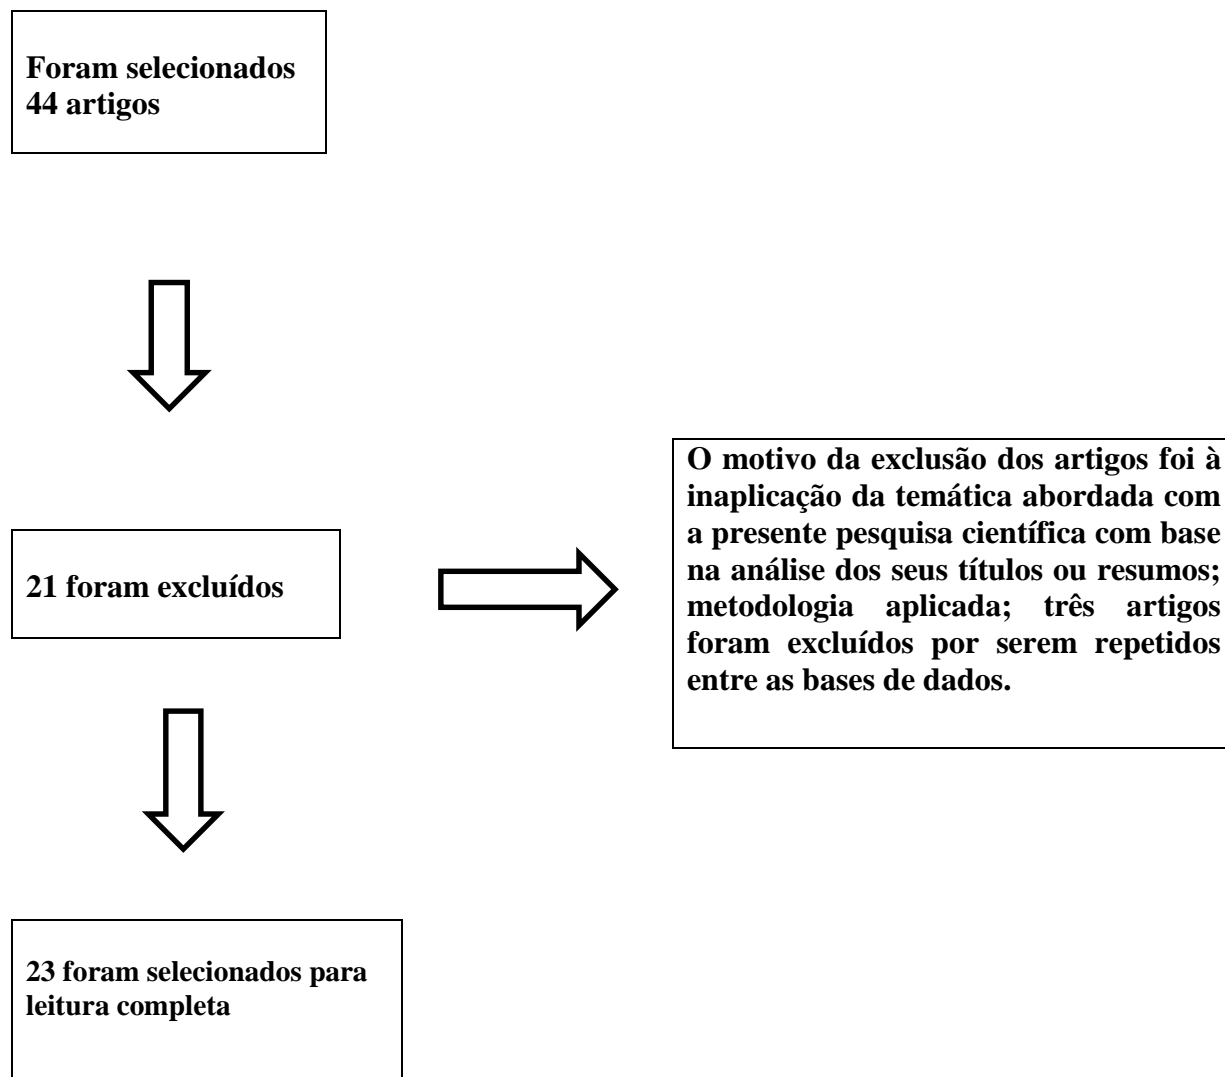 Foram selecionados
44 artigos
21 foram excluídos
O motivo da exclusão dos artigos foi à
inaplicação da temática abordada com
a presente pesquisa científica com base
na análise dos seus títulos ou resumos;
metodologia aplicada; três artigos
foram excluídos por serem repetidos
entre as bases de dados.
23 foram selecionados para
leitura completa